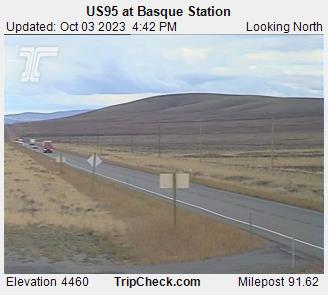 US95 at Basque Station
Updated: Oct 03 2023 4:42 PM Looking North
Elevation 4460 TripCheck.com Milepost 91.62